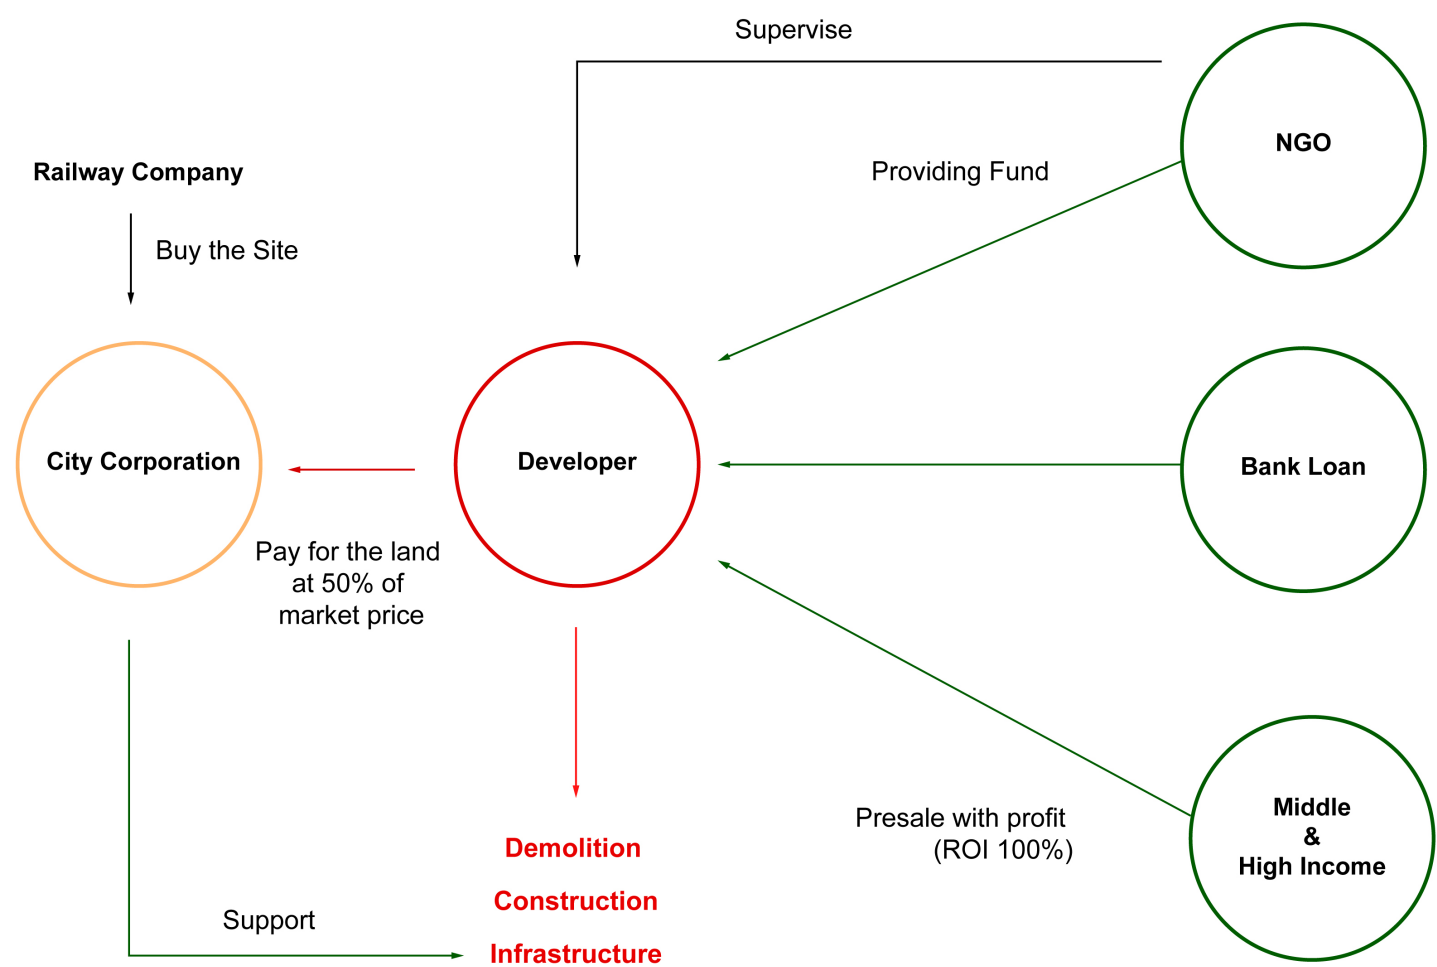 Supervise
NGO
Railway Company
Providing Fund
Buy the Site
City Corporation
Developer
Bank Loan
Pay for the land
at 50% of
market price
Middle
&
High Income
Presale with profit
(ROI 100%)
Demolition
Construction
Support
Infrastructure